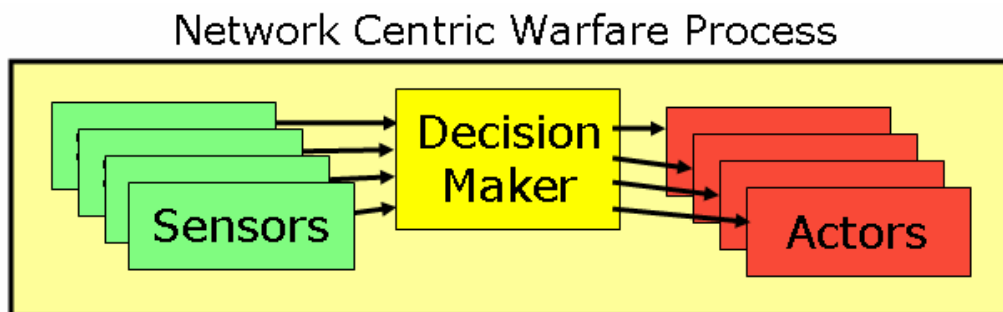 Network Centric Warfare Process
Decision
Maker
Sensors
Actors